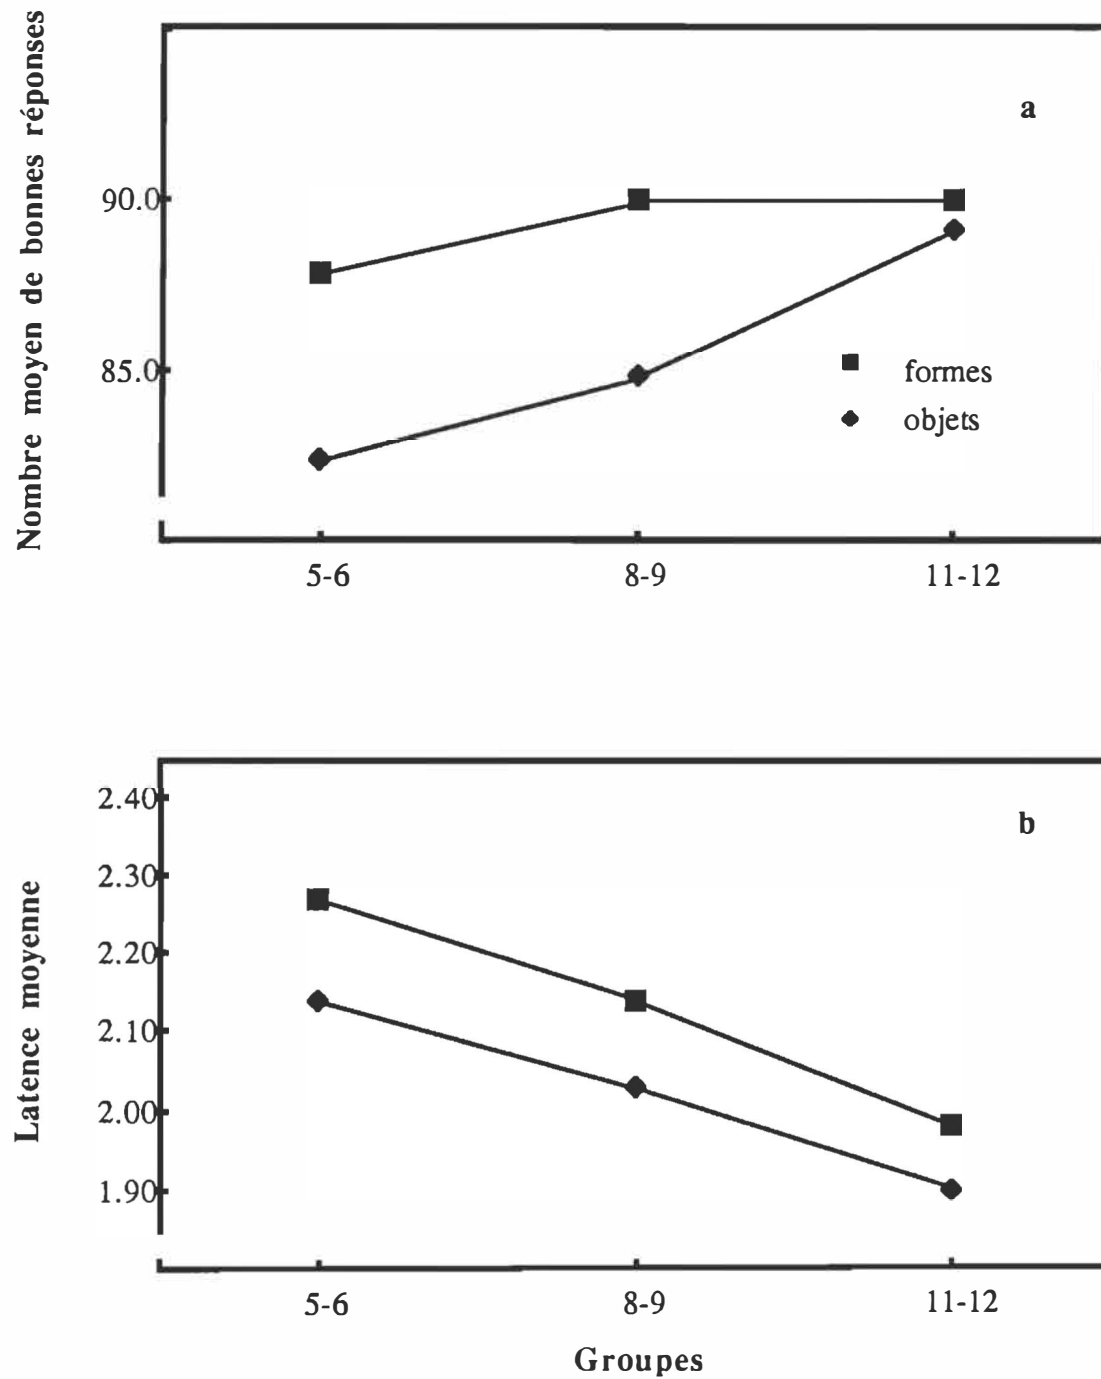 Nombre moyen de bonnes réponses
a
90.0
85.0
formes
objets
5-6 8-9 11-12
Latence moyenne
b
2.40
2.30
2.20
2.10
2.00
1.90
5-6 8-9 11-12
Groupes